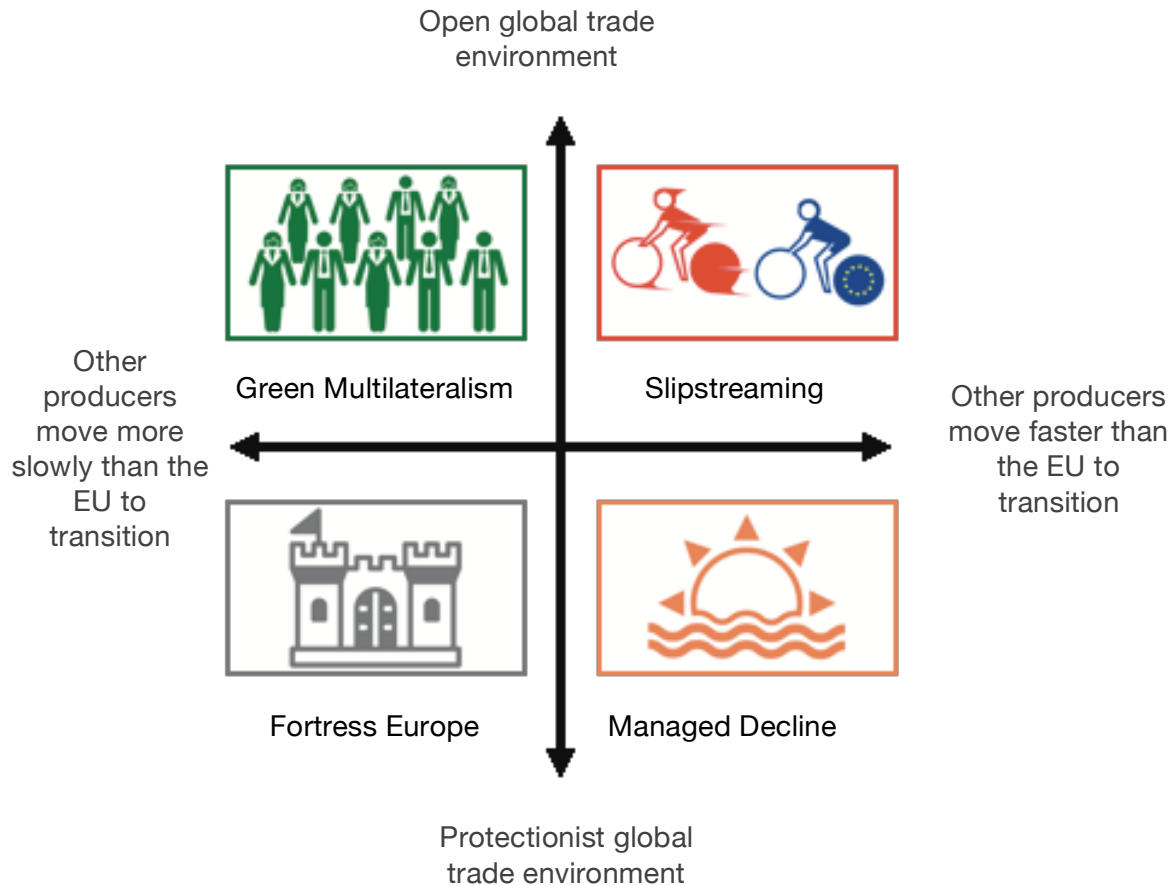 Open global trade
environment
Green Multilateralism
Slipstreaming
Other
producers
move more
slowly than the
EU to
transition
Other producers
move faster than
the EU to
transition
Fortress Europe
Managed Decline
Protectionist global
trade environment